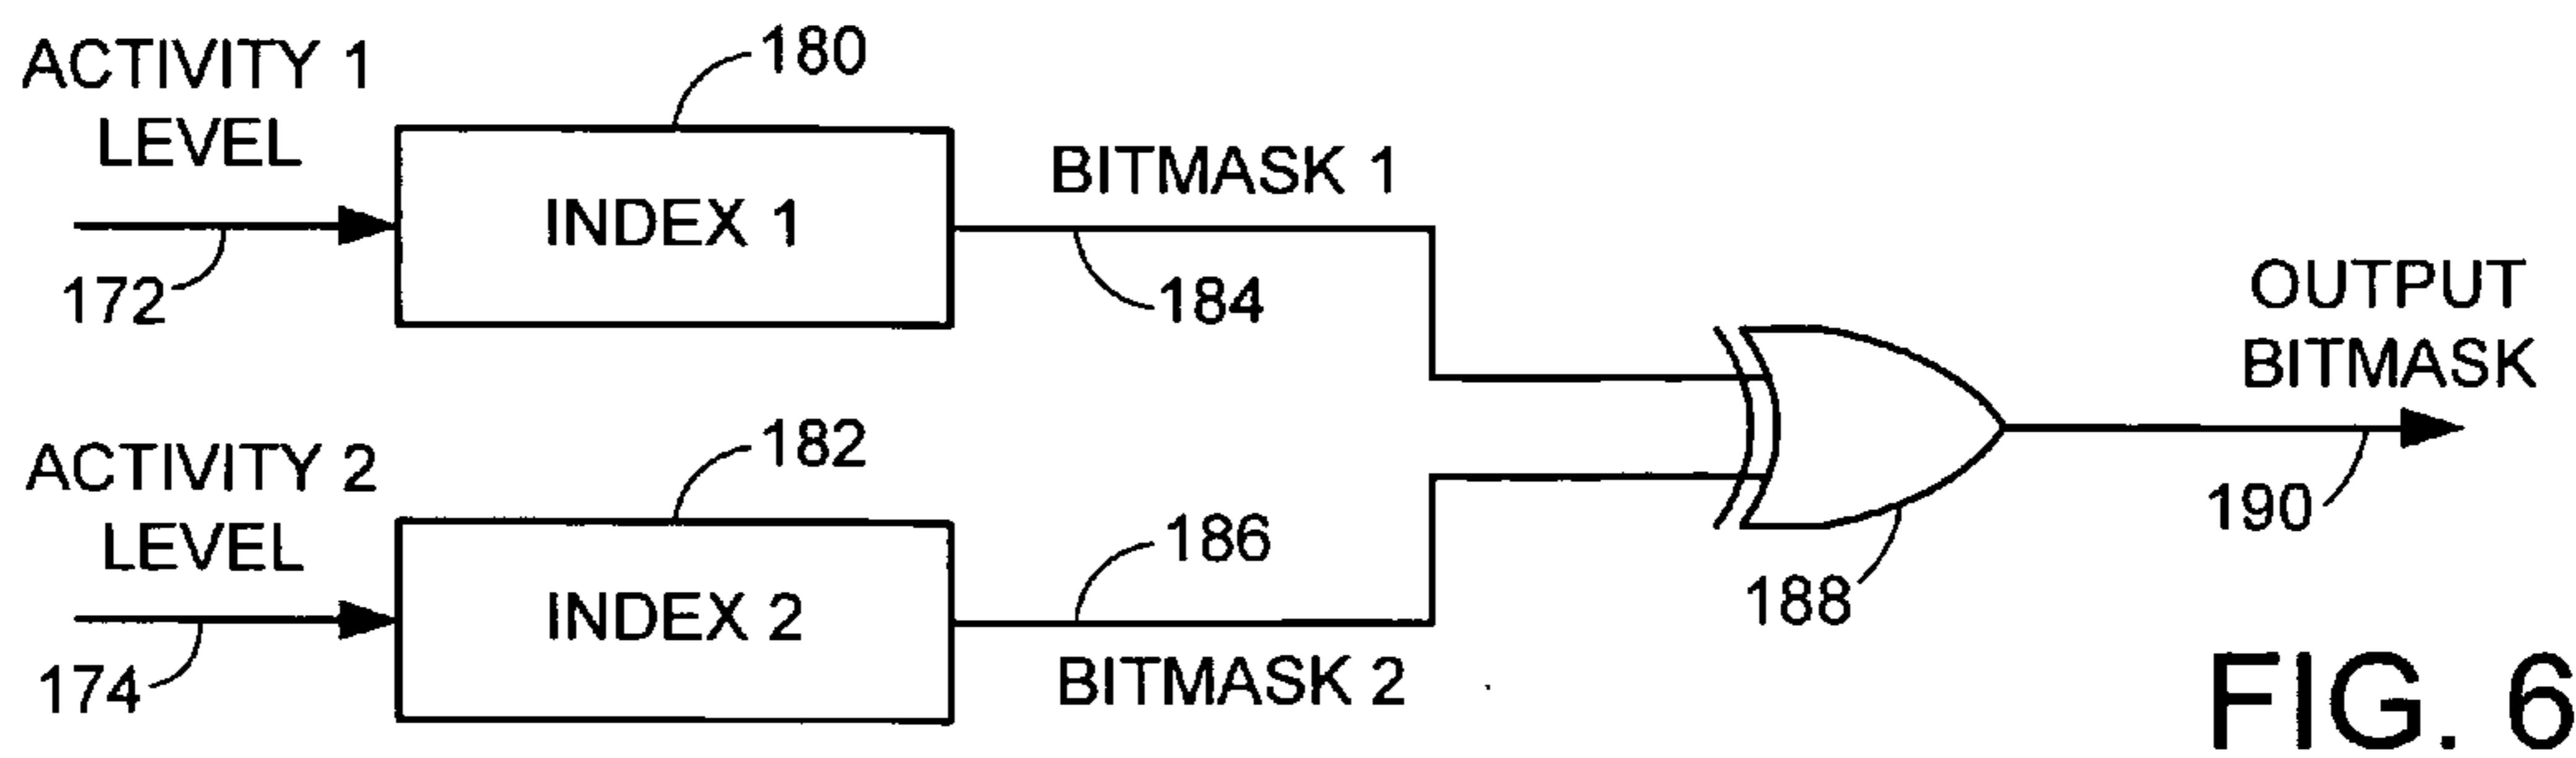 ACTIVITY 1
LEVEL
172
180
INDEX 1
BITMASK 1
184
ACTIVITY 2
LEVEL
174
182
INDEX 2
186
BITMASK 2
188
OUTPUT
BITMASK
190
FIG. 6